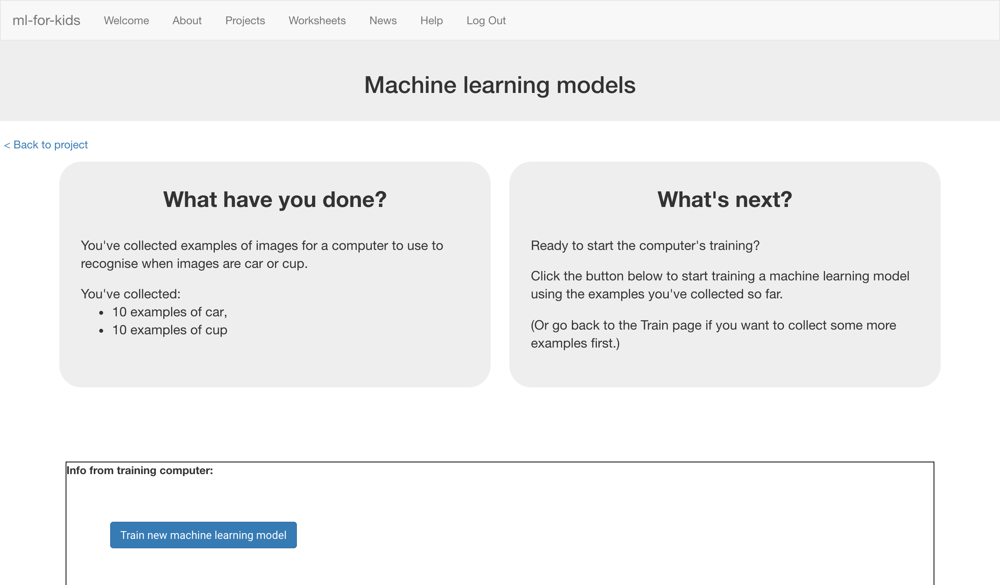 ml-for-kids Welcome About Projects Worksheets News Help Log Out
Machine learning models
< Back to project
What have you done?
You've collected examples of images for a computer to use to
recognise when images are car or cup.
You've collected:
• 10 examples of car,
• 10 examples of cup
What's next?
Ready to start the computer's training?
Click the button below to start training a machine learning model
using the examples you've collected so far.
(Or go back to the Train page if you want to collect some more
examples first.)
Info from training computer:
Train new machine learning model